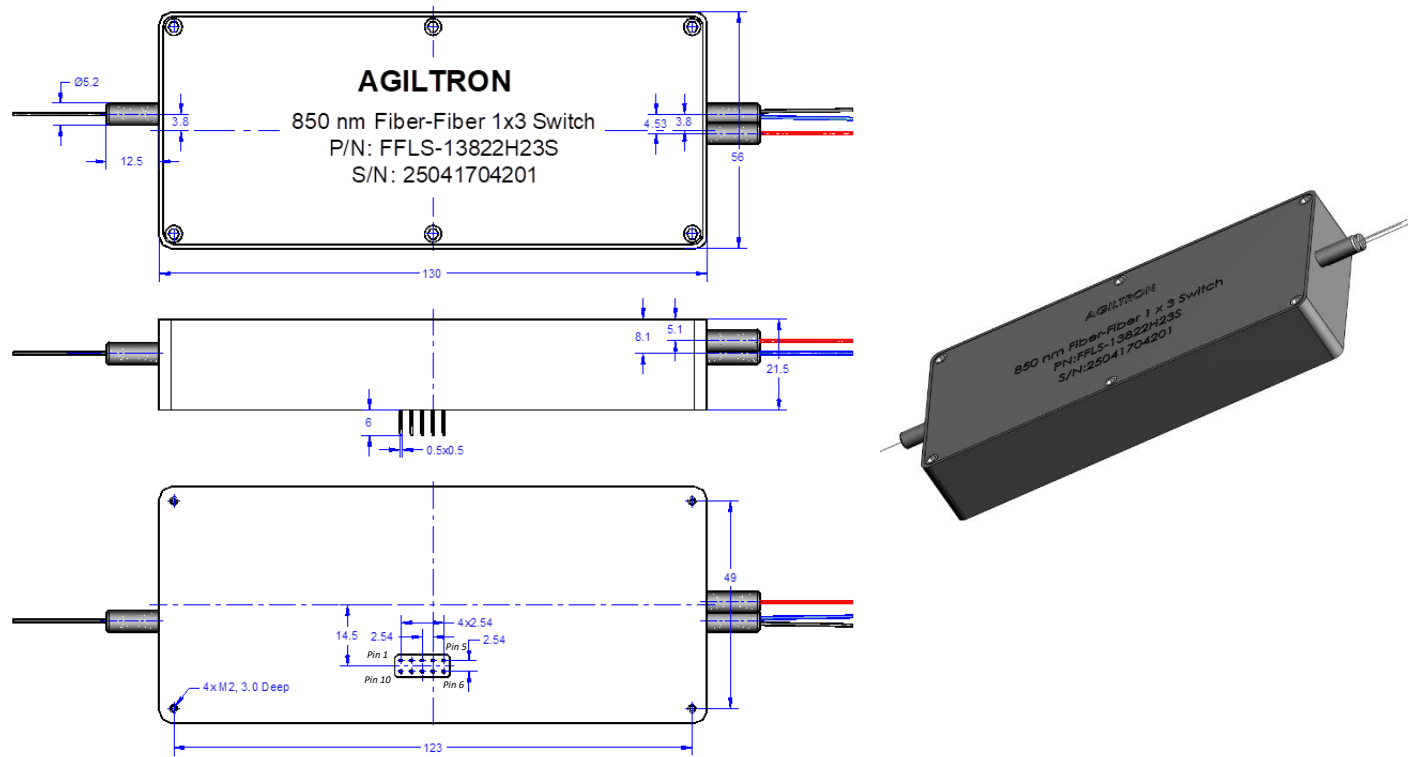 AGILTRON
850 nm Fiber-Fiber 1x3 Switch
P/N: FFLS-13822H23S
S/N: 25041704201
Ø5.2
3.8
12.5
4.53
3.8
56
130
8.1
5.1
21.5
6
0.5x0.5
AGILTRON
850 nm Fiber-Fiber 1 x 3 Switch
PN:FFLS-13822H23S
S/N:25041704201
49
4x2.54
14.5
2.54
2.54
Pin 1
Pin 5
Pin 10
Pin 6
4x M2, 3.0 Deep
123